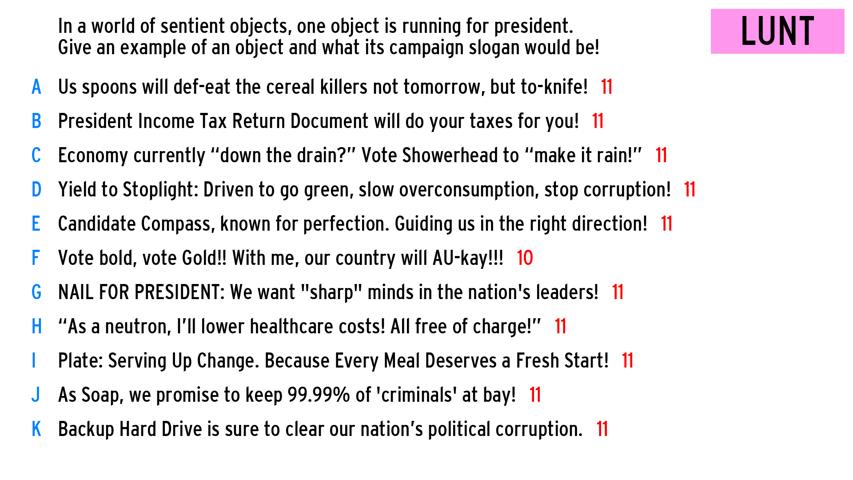 In a world of sentient objects, one object is running for president.
Give an example of an object and what its campaign slogan would be!
LUNT
A Us spoons will def-eat the cereal killers not tomorrow, but to-knife! 11
B President Income Tax Return Document will do your taxes for you! 11
C Economy currently “down the drain?” Vote Showerhead to “make it rain!” 11
D Yield to Stoplight: Driven to go green, slow overconsumption, stop corruption! 11
E Candidate Compass, known for perfection. Guiding us in the right direction! 11
F Vote bold, vote Gold!! With me, our country will AU-kay!!! 10
G NAIL FOR PRESIDENT: We want "sharp" minds in the nation's leaders! 11
H “As a neutron, I’ll lower healthcare costs! All free of charge!” 11
I Plate: Serving Up Change. Because Every Meal Deserves a Fresh Start! 11
J As Soap, we promise to keep 99.99% of 'criminals' at bay! 11
K Backup Hard Drive is sure to clear our nation’s political corruption. 11